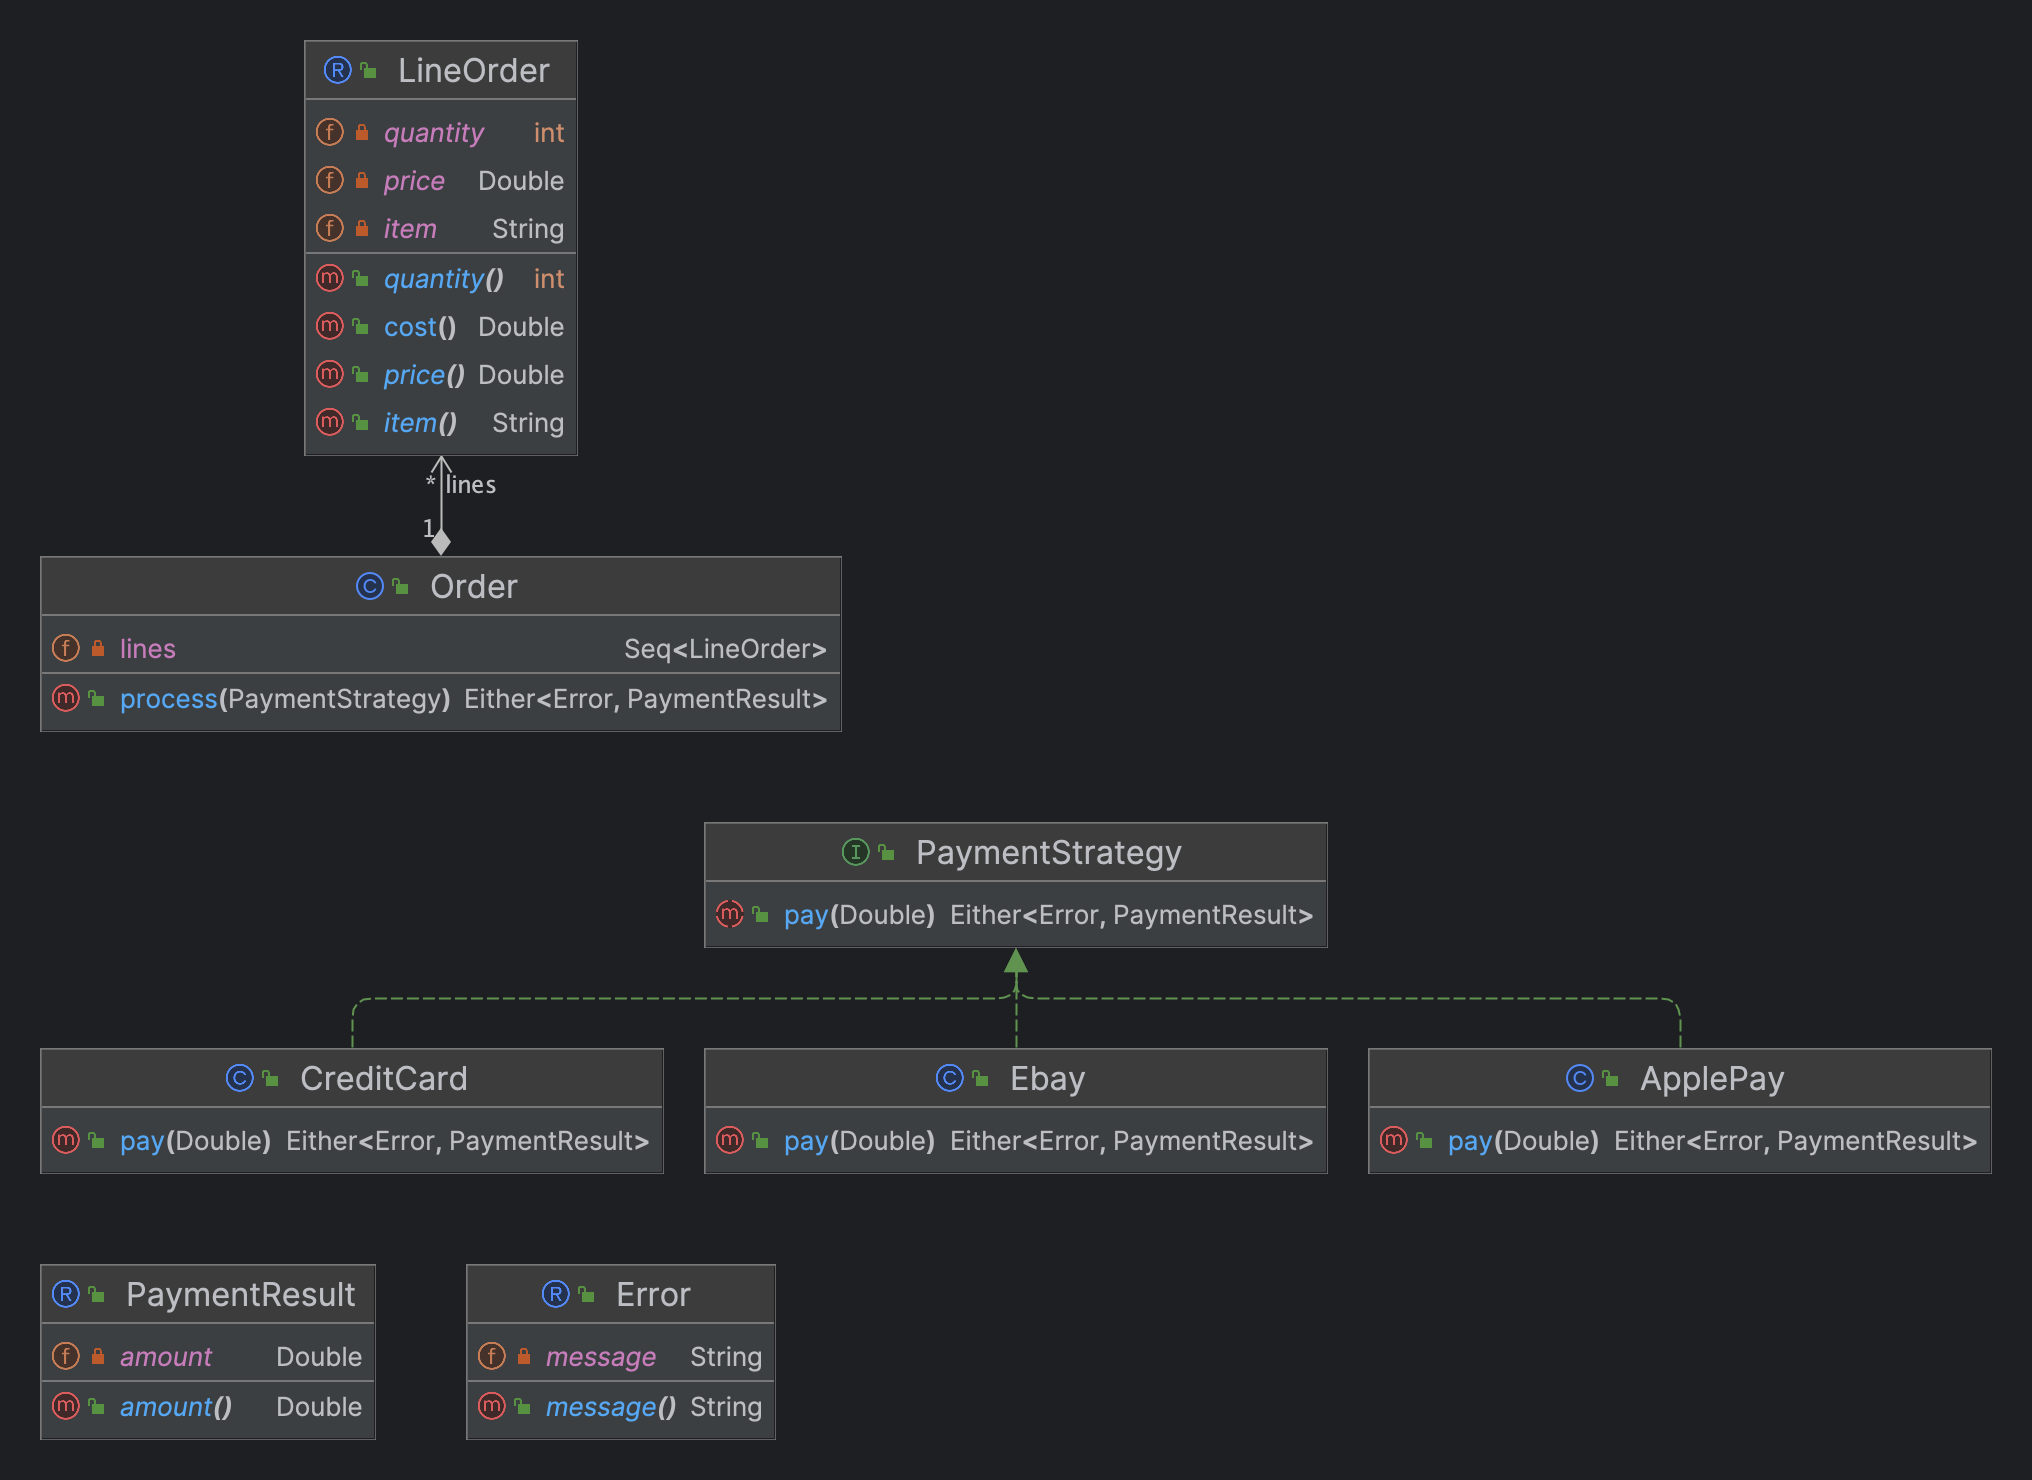 R LineOrder
f quantity int
f price Double
f item String
m quantity() int
m cost() Double
m price() Double
m item() String
* lines
1
C Order
f lines Seq<LineOrder>
m process(PaymentStrategy) Either<Error, PaymentResult>
I PaymentStrategy
m pay(Double) Either<Error, PaymentResult>
C CreditCard
m pay(Double) Either<Error, PaymentResult>
C Ebay
m pay(Double) Either<Error, PaymentResult>
C ApplePay
m pay(Double) Either<Error, PaymentResult>
R PaymentResult
f amount Double
m amount() Double
R Error
f message String
m message() String